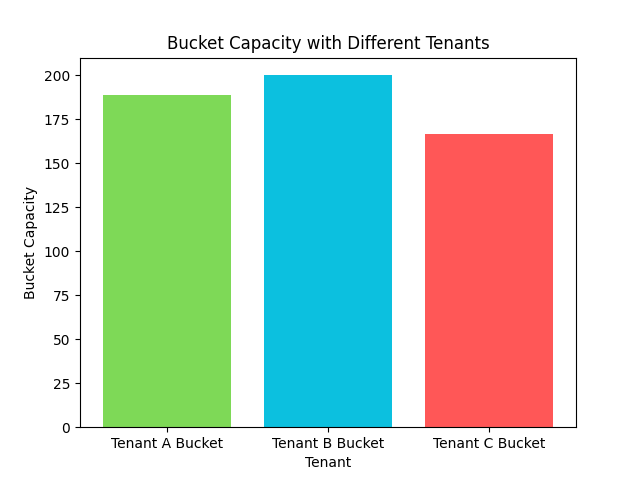 Bucket Capacity with Different Tenants
Bucket Capacity
200
175
150
125
100
75
50
25
0
Tenant A Bucket
Tenant B Bucket
Tenant C Bucket
Tenant